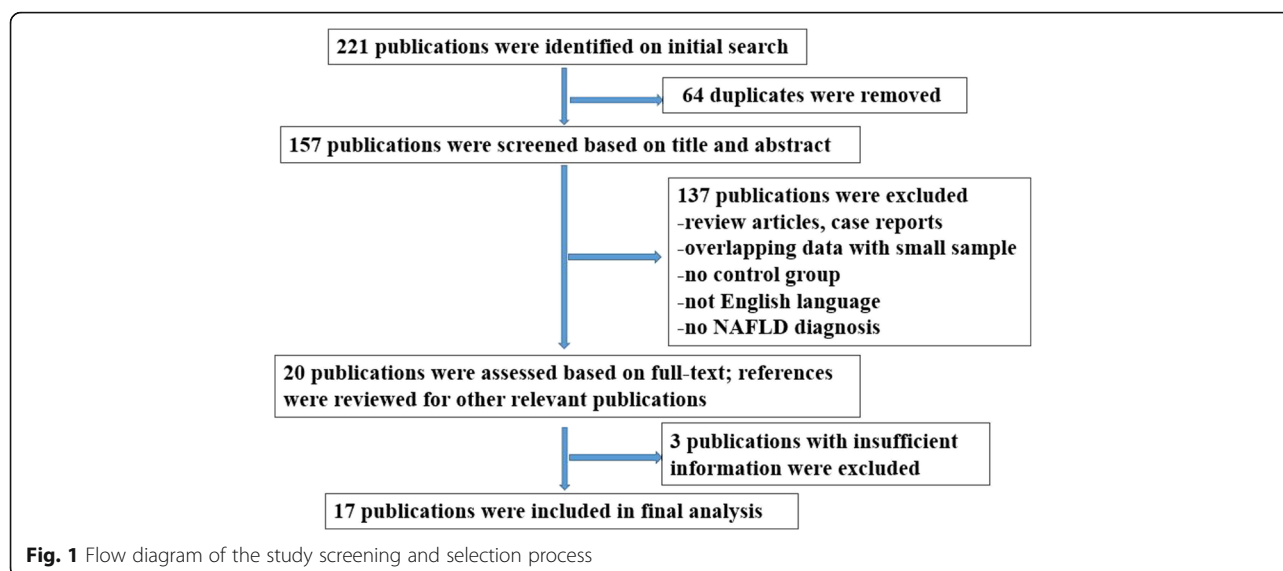 221 publications were identified on initial search
64 duplicates were removed
157 publications were screened based on title and abstract
137 publications were excluded
-review articles, case reports
-overlapping data with small sample
-no control group
-not English language
-no NAFLD diagnosis
20 publications were assessed based on full-text; references
were reviewed for other relevant publications
3 publications with insufficient
information were excluded
17 publications were included in final analysis
Fig. 1 Flow diagram of the study screening and selection process